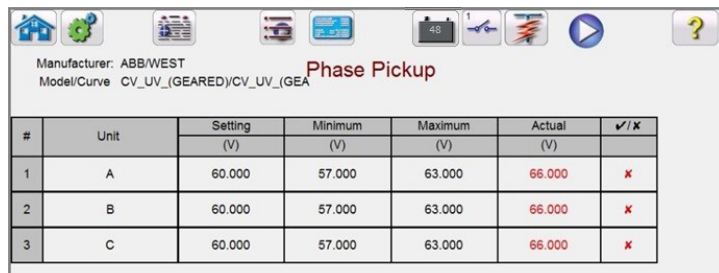 48
1
?
Manufacturer: ABB/WEST
Phase Pickup
Model/Curve CV_UV_(GEARED)/CV_UV_(GEA
# Unit Setting Minimum Maximum Actual ✔/✘
(V) (V) (V) (V)
1 A 60.000 57.000 63.000 66.000 ✘
2 B 60.000 57.000 63.000 66.000 ✘
3 C 60.000 57.000 63.000 66.000 ✘